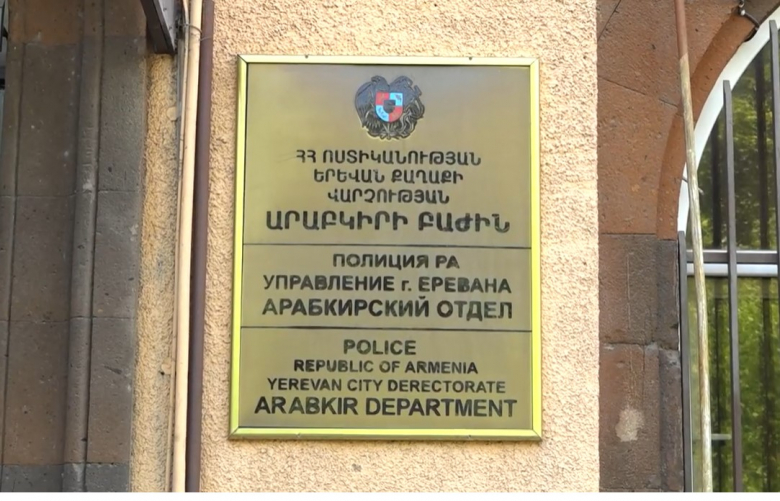 ՀՀ ՈՍՏԻԿԱՆՈՒԹՅԱՆ
ԵՐԵՎԱՆ ՔԱՂԱՔԻ
ՎԱՐՉՈՒԹՅԱՆ
ԱՐԱԲԿԻՐԻ ԲԱԺԻՆ
ПОЛИЦИЯ РА
УПРАВЛЕНИЕ г. ЕРЕВАНА
АРАБКИРСКИЙ ОТДЕЛ
POLICE
REPUBLIC OF ARMENIA
YEREVAN CITY DERECTORATE
ARABKIR DEPARTMENT